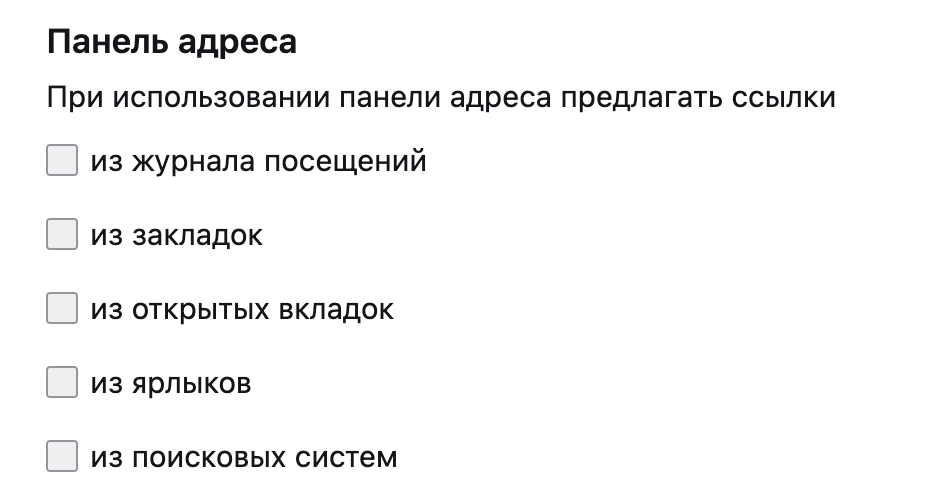 Панель адреса
При использовании панели адреса предлагать ссылки
из журнала посещений
из закладок
из открытых вкладок
из ярлыков
из поисковых систем